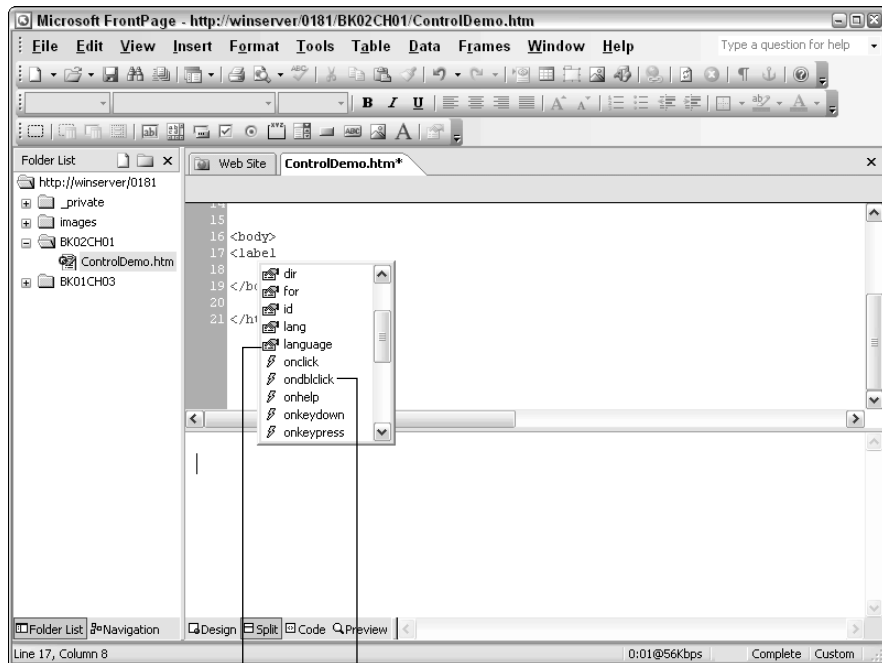 Microsoft FrontPage - http://winserver/0181/BK02CH01/ControlDemo.htm
File Edit View Insert Format Tools Table Data Frames Window Help Type a question for help
B I U
Folder List
Web Site ControlDemo.htm*
http://winserver/0181
_private
images
BK02CH01
ControlDemo.htm
BK01CH03
14
15
16 <body>
17 <label
18
19 </bo
20
21 </ht
dir
for
id
lang
language
onclick
ondblclick
onhelp
onkeydown
onkeypress
Folder List Navigation Design Split Code Preview
Line 17, Column 8 0:01@56Kbps Complete Custom